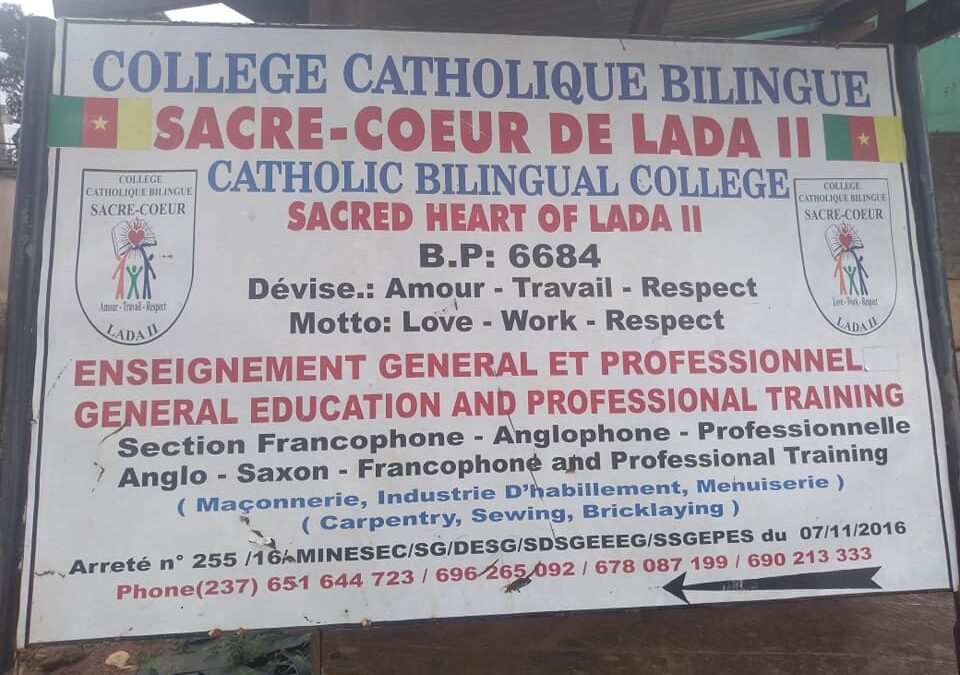 COLLEGE CATHOLIQUE BILINGUE
SACRE-COEUR DE LADA II
CATHOLIC BILINGUAL COLLEGE
SACRED HEART OF LADA II
COLLEGE
CATHOLIQUE BILINGUE
SACRE-COEUR
Amour - Travail - Respect
LADA II
COLLEGE
CATHOLIQUE BILINGUE
SACRE-COEUR
Love - Work - Respect
LADA II
B.P: 6684
Dévise.: Amour - Travail - Respect
Motto: Love - Work - Respect
ENSEIGNEMENT GENERAL ET PROFESSIONNEL
GENERAL EDUCATION AND PROFESSIONAL TRAINING
Section Francophone - Anglophone - Professionnelle
Anglo - Saxon - Francophone and Professional Training
( Maçonnerie, Industrie D'habillement, Menuiserie )
( Carpentry, Sewing, Bricklaying )
Arreté n° 255 /16/ MINESEC/SG/DESG/SDSGEEEG/SSGEPES du 07/11/2016
Phone(237) 651 644 723 / 696 265 092 / 678 087 199 / 690 213 333